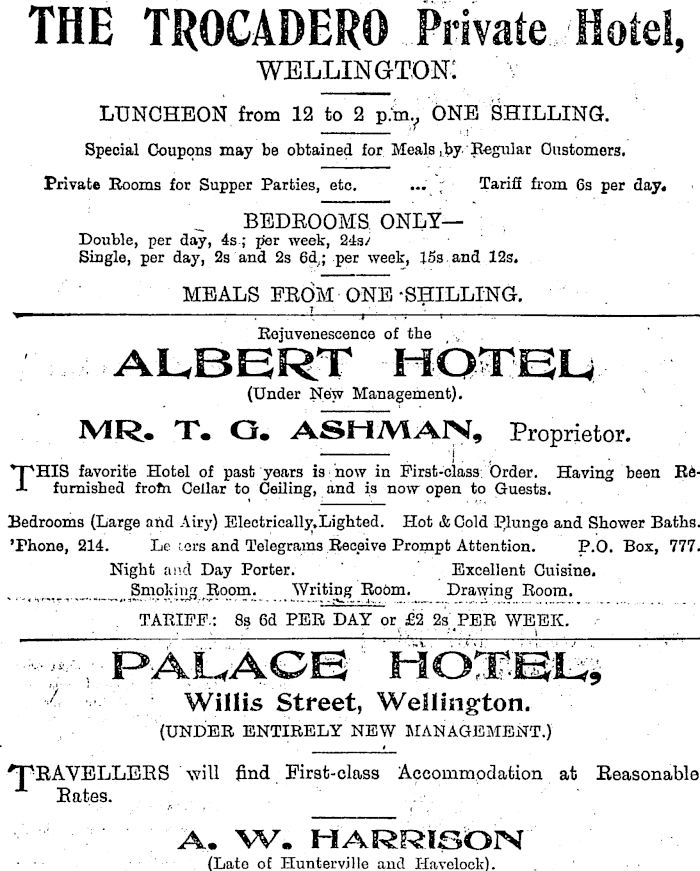 THE TROCADERO Private Hotel,
WELLINGTON.
LUNCHEON from 12 to 2 p.m., ONE SHILLING.
Special Coupons may be obtained for Meals by Regular Customers.
Private Rooms for Supper Parties, etc. ... Tariff from 6s per day.
BEDROOMS ONLY—
Double, per day, 4s; per week, 24s
Single, per day, 2s and 2s 6d; per week, 15s and 12s.
MEALS FROM ONE SHILLING.
Rejuvenescence of the
ALBERT HOTEL
(Under New Management).
MR. T. G. ASHMAN, Proprietor.
THIS favorite Hotel of past years is now in First-class Order. Having been Re-
furnished from Cellar to Ceiling, and is now open to Guests.
Bedrooms (Large and Airy) Electrically Lighted. Hot & Cold Plunge and Shower Baths.
'Phone, 214. Letters and Telegrams Receive Prompt Attention. P.O. Box, 777.
Night and Day Porter. Excellent Cuisine.
Smoking Room. Writing Room. Drawing Room.
TARIFF: 8s 6d PER DAY or £2 2s PER WEEK.
PALACE HOTEL,
Willis Street, Wellington.
(UNDER ENTIRELY NEW MANAGEMENT.)
TRAVELLERS will find First-class Accommodation at Reasonable
Rates.
A. W. HARRISON
(Late of Hunterville and Havelock).